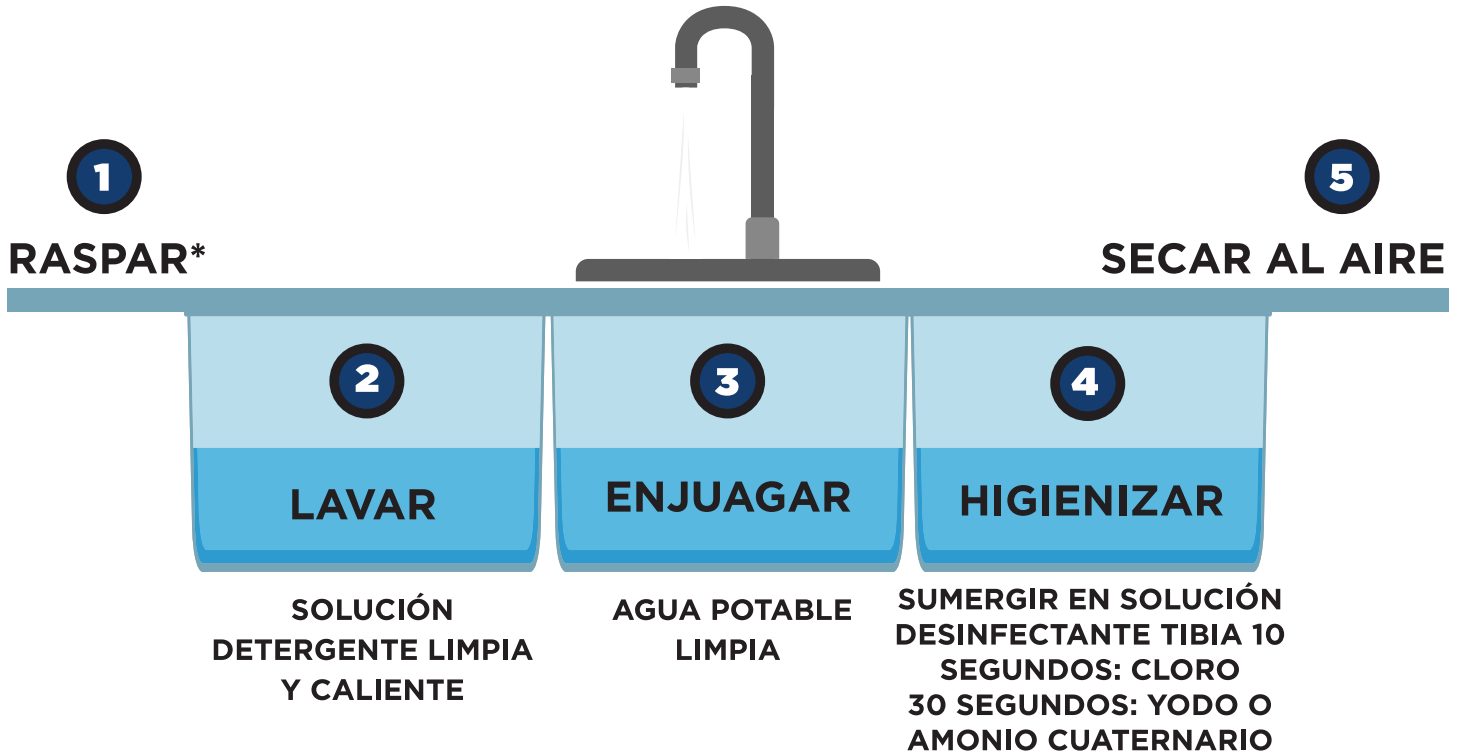 1
RASPAR*
2
LAVAR
SOLUCIÓN
DETERGENTE LIMPIA
Y CALIENTE
3
ENJUAGAR
AGUA POTABLE
LIMPIA
4
HIGIENIZAR
SUMERGIR EN SOLUCIÓN
DESINFECTANTE TIBIA 10
SEGUNDOS: CLORO
30 SEGUNDOS: YODO O
AMONIO CUATERNARIO
5
SECAR AL AIRE